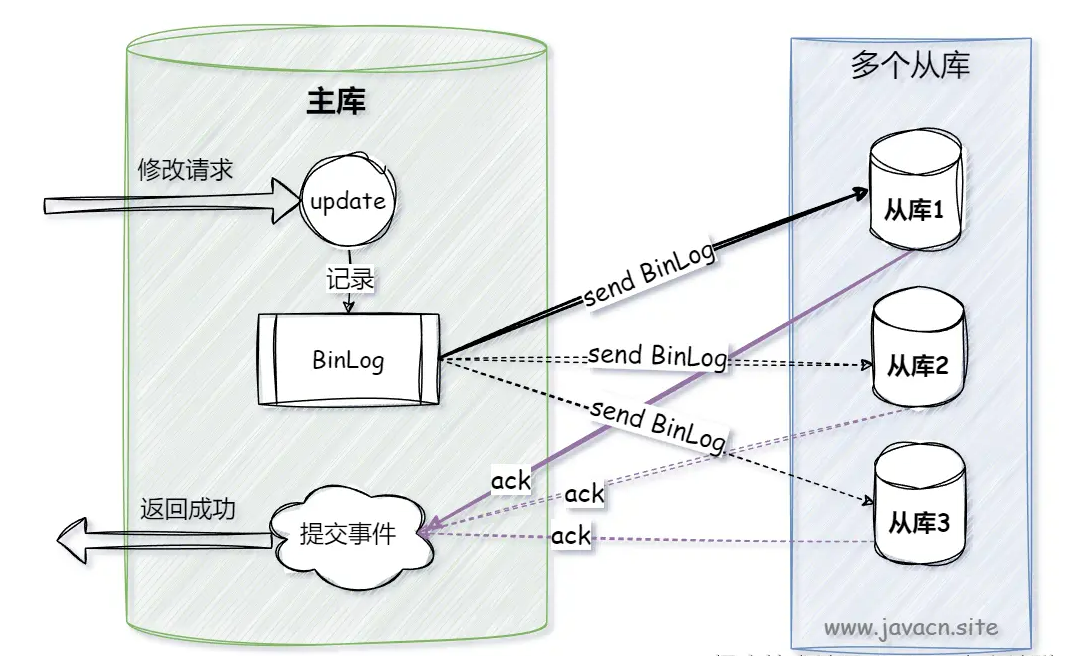 主库
多个从库
修改请求
update
从库1
记录
send BinLog
BinLog
send BinLog
从库2
send BinLog
ack
ack
返回成功
提交事件
ack
从库3
www.javacn.site